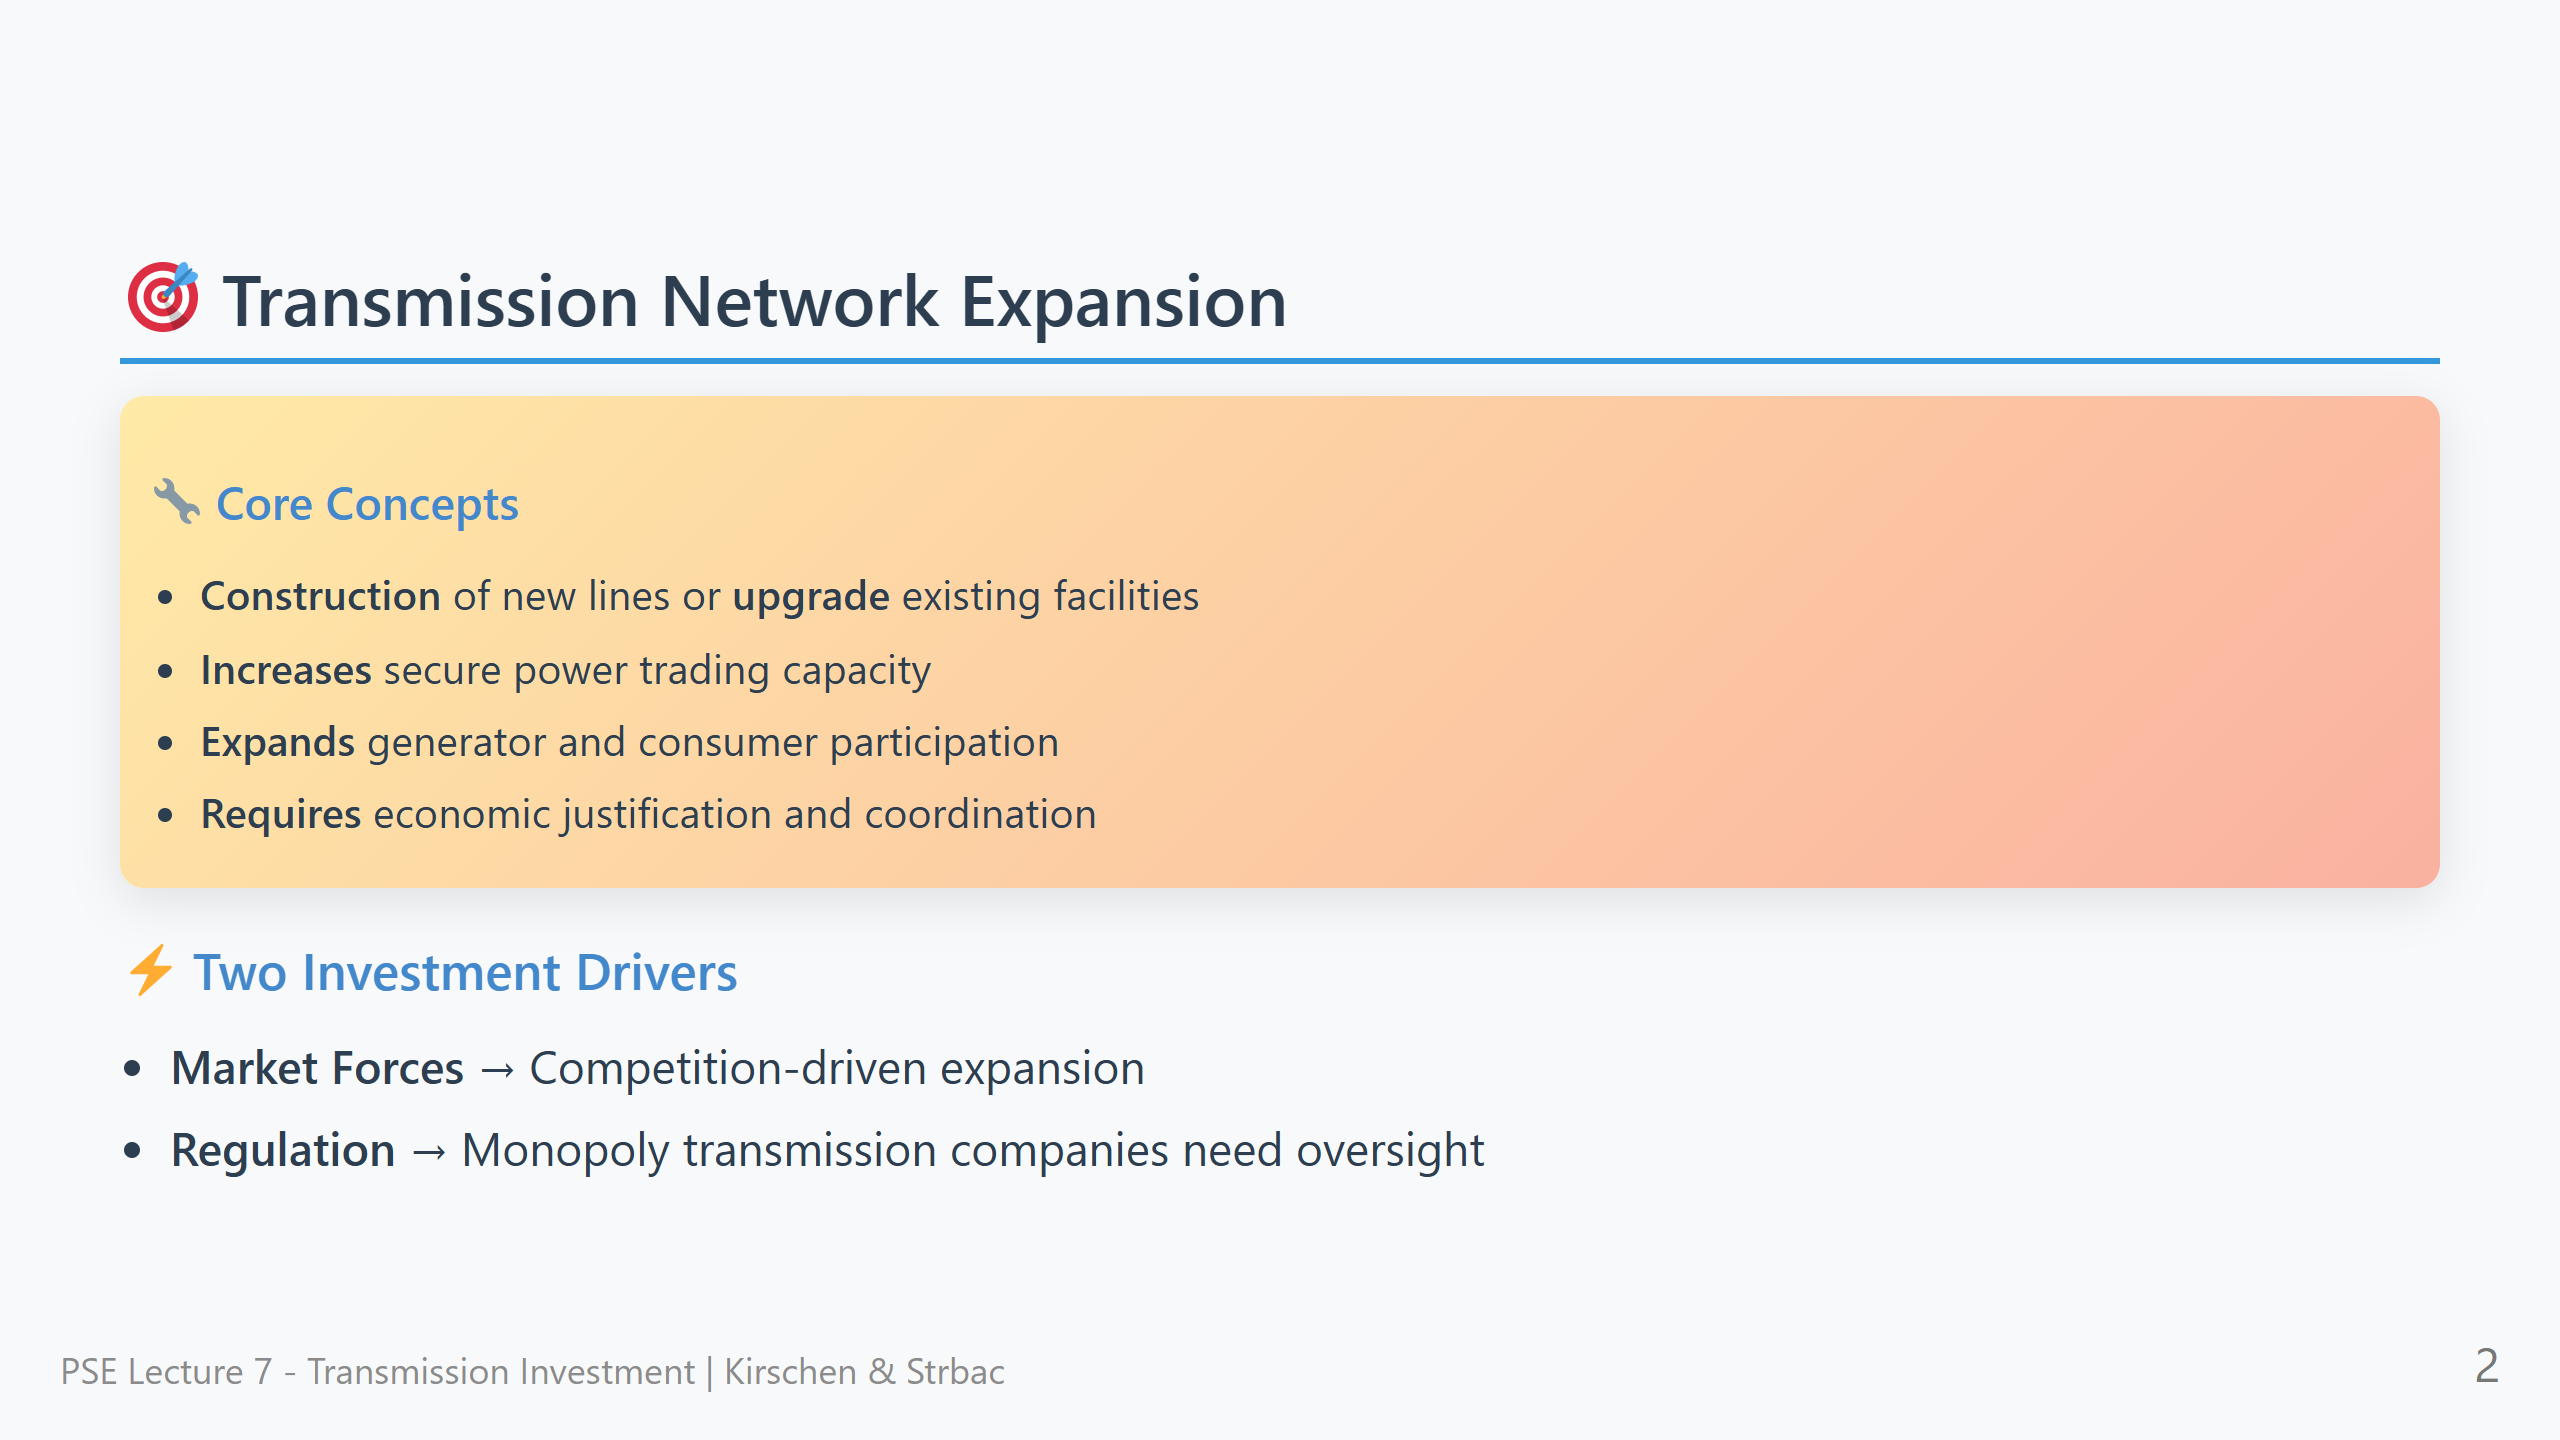 🎯 Transmission Network Expansion
🔧 Core Concepts
• Construction of new lines or upgrade existing facilities
• Increases secure power trading capacity
• Expands generator and consumer participation
• Requires economic justification and coordination
⚡ Two Investment Drivers
• Market Forces → Competition-driven expansion
• Regulation → Monopoly transmission companies need oversight
PSE Lecture 7 - Transmission Investment | Kirschen & Strbac
2